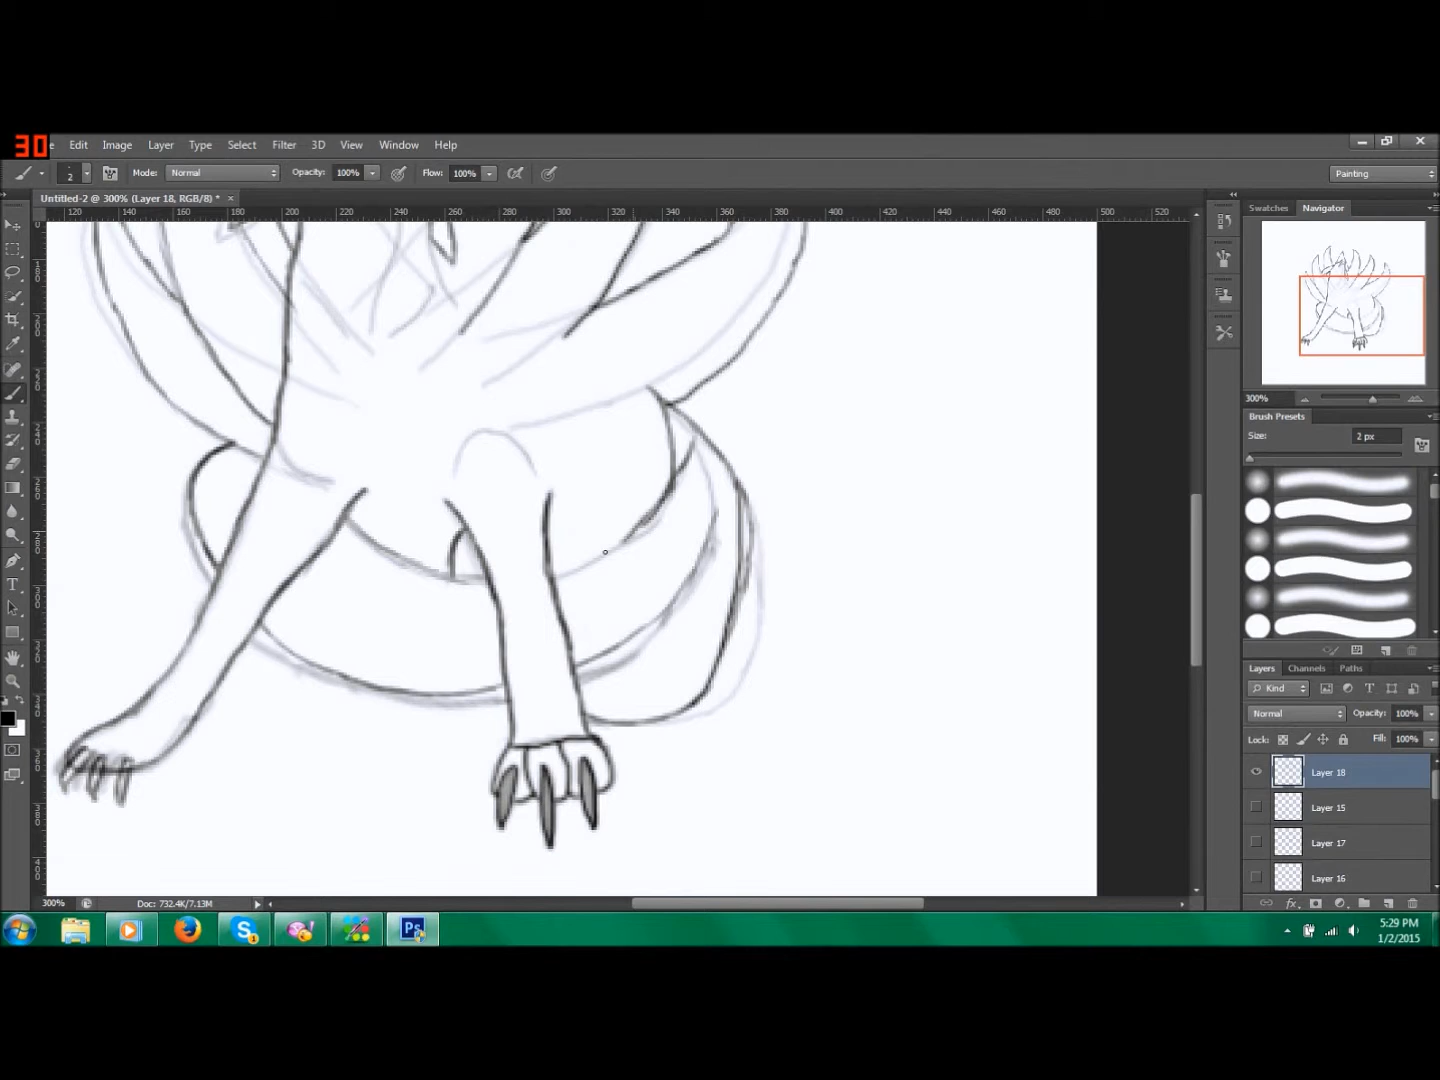 30
e Edit Image Layer Type Select Filter 3D View Window Help
2 Mode: Normal Opacity: 100% Flow: 100% Painting
Untitled-2 @ 300% (Layer 18, RGB/8) * ×
120 140 160 180 200 220 240 260 280 300 320 340 360 380 400 420 440 460 480 500 520
Swatches Navigator
300%
Brush Presets
Size: 2 px
Layers Channels Paths
Kind
Normal Opacity: 100%
Lock: Fill: 100%
Layer 18
Layer 15
Layer 17
Layer 16
300% Doc: 732.4K/7.13M
5:29 PM
1/2/2015